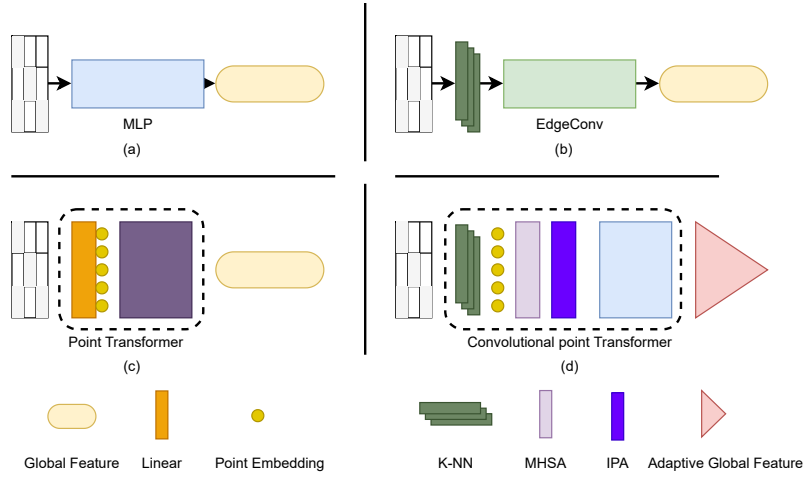 MLP
(a)
EdgeConv
(b)
Point Transformer
(c)
Convolutional point Transformer
(d)
Global Feature
Linear
Point Embedding
K-NN
MHSA
IPA
Adaptive Global Feature